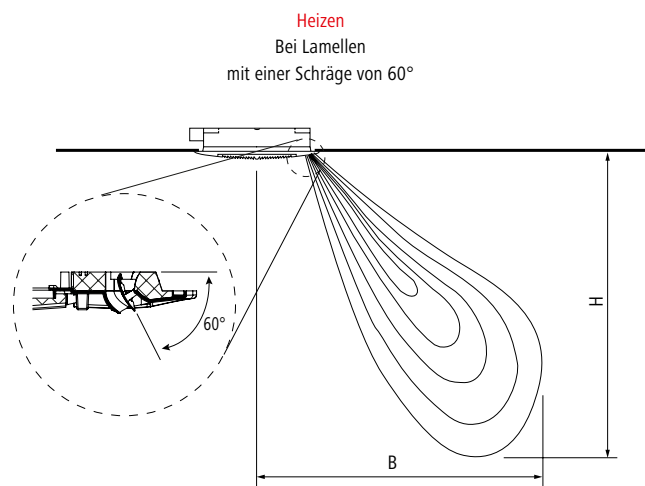 Heizen
Bei Lamellen
mit einer Schräge von 60°
60°
H
B